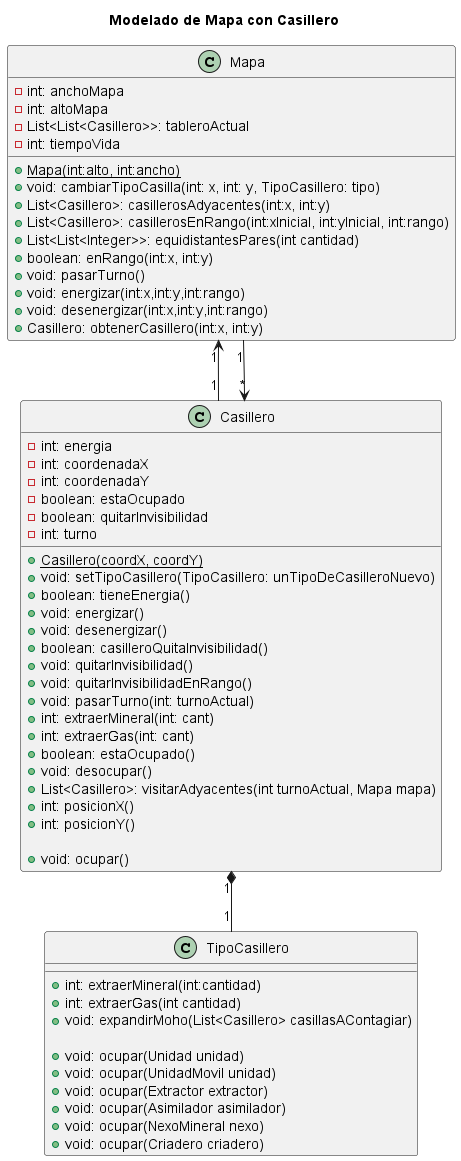 Modelado de Mapa con Casillero
C Mapa
int: anchoMapa
int: altoMapa
List<List<Casillero>>: tableroActual
int: tiempoVida
Mapa(int:alto, int:ancho)
void: cambiarTipoCasilla(int: x, int: y, TipoCasillero: tipo)
List<Casillero>: casillerosAdyacentes(int:x, int:y)
List<Casillero>: casillerosEnRango(int:xInicial, int:yInicial, int:rango)
List<List<Integer>>: equidistantesPares(int cantidad)
boolean: enRango(int:x, int:y)
void: pasarTurno()
void: energizar(int:x,int:y,int:rango)
void: desenergizar(int:x,int:y,int:rango)
Casillero: obtenerCasillero(int:x, int:y)
1 1
1 *
C Casillero
int: energia
int: coordenadaX
int: coordenadaY
boolean: estaOcupado
boolean: quitarInvisibilidad
int: turno
Casillero(coordX, coordY)
void: setTipoCasillero(TipoCasillero: unTipoDeCasilleroNuevo)
boolean: tieneEnergia()
void: energizar()
void: desenergizar()
boolean: casilleroQuitaInvisibilidad()
void: quitarInvisibilidad()
void: quitarInvisibilidadEnRango()
void: pasarTurno(int: turnoActual)
int: extraerMineral(int: cant)
int: extraerGas(int: cant)
boolean: estaOcupado()
void: desocupar()
List<Casillero>: visitarAdyacentes(int turnoActual, Mapa mapa)
int: posicionX()
int: posicionY()
void: ocupar()
1
1
C TipoCasillero
int: extraerMineral(int:cantidad)
int: extraerGas(int cantidad)
void: expandirMoho(List<Casillero> casillasAContagiar)
void: ocupar(Unidad unidad)
void: ocupar(UnidadMovil unidad)
void: ocupar(Extractor extractor)
void: ocupar(Asimilador asimilador)
void: ocupar(NexoMineral nexo)
void: ocupar(Criadero criadero)